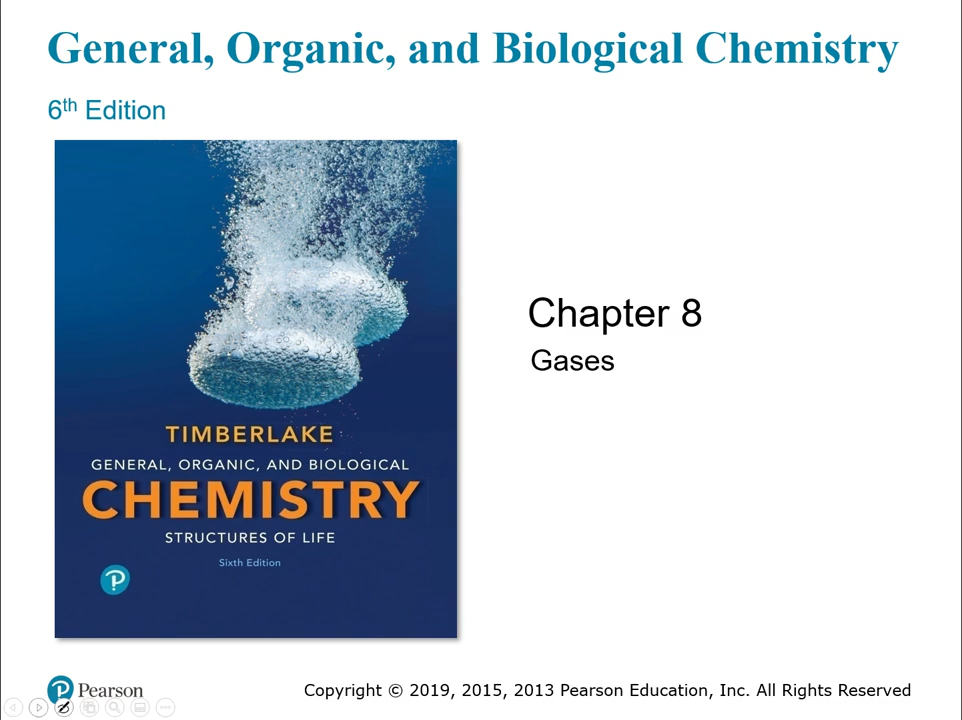 General, Organic, and Biological Chemistry
6th Edition
TIMBERLAKE
GENERAL, ORGANIC, AND BIOLOGICAL
CHEMISTRY
STRUCTURES OF LIFE
Sixth Edition
P
Chapter 8
Gases
P Pearson
Copyright © 2019, 2015, 2013 Pearson Education, Inc. All Rights Reserved